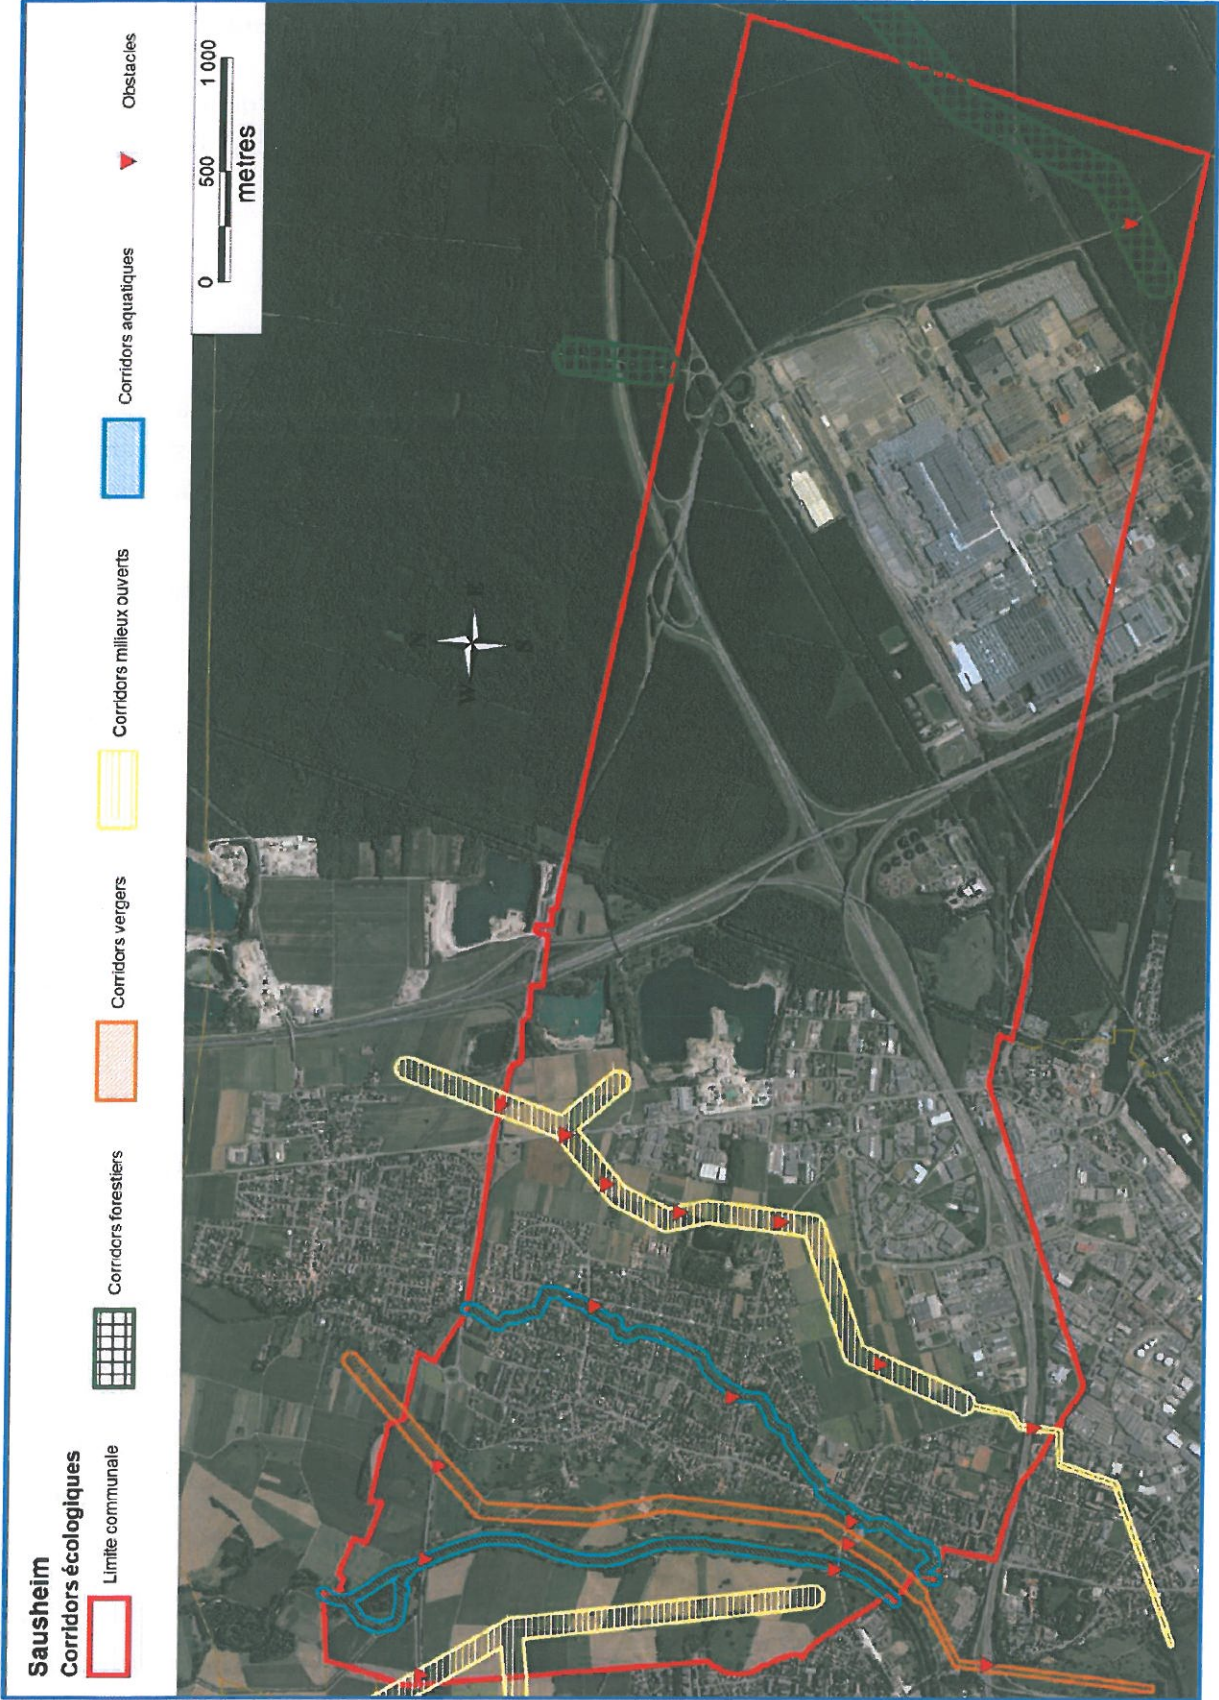 Sausheim
Corridors écologiques
Limite communale
Corridors forestiers
Corridors vergers
Corridors milieux ouverts
Corridors aquatiques
Obstacles
0 500 1 000
metres
N
W E
S